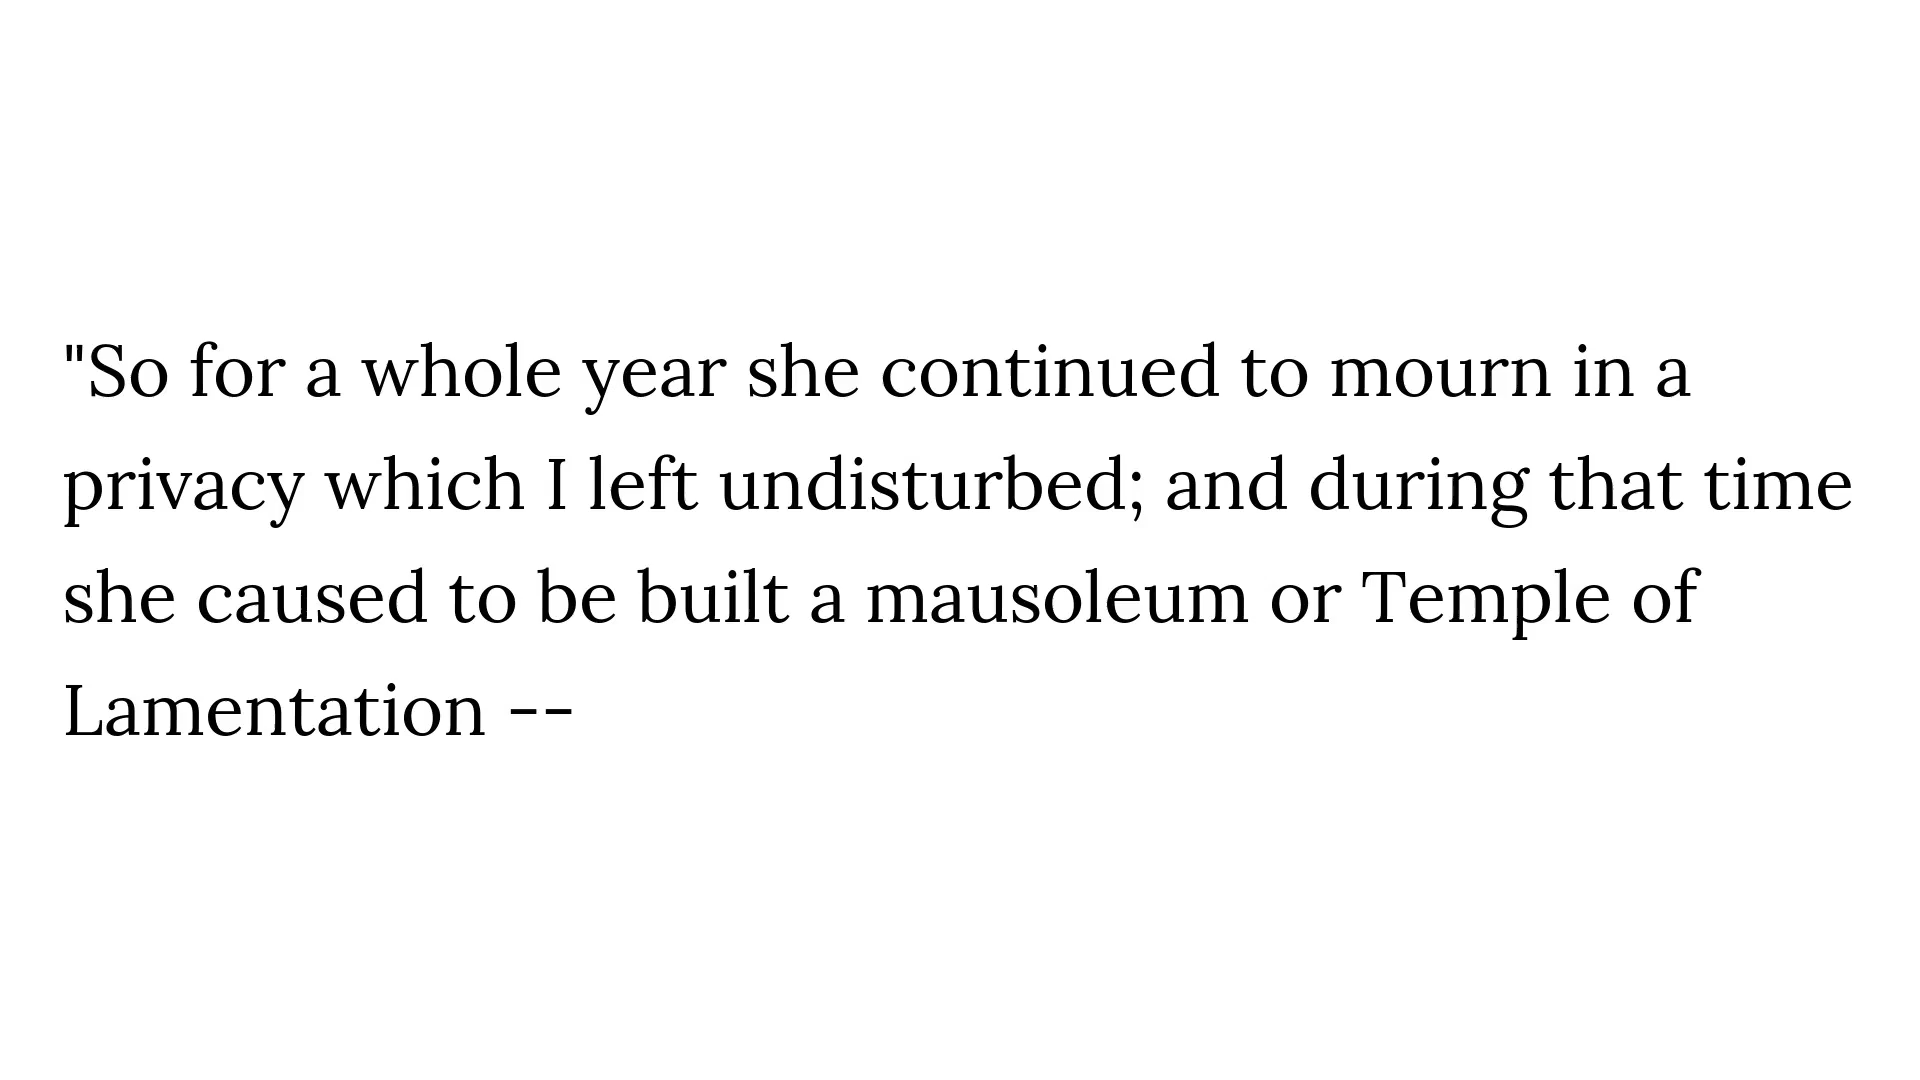 "So for a whole year she continued to mourn in a
privacy which I left undisturbed; and during that time
she caused to be built a mausoleum or Temple of
Lamentation --